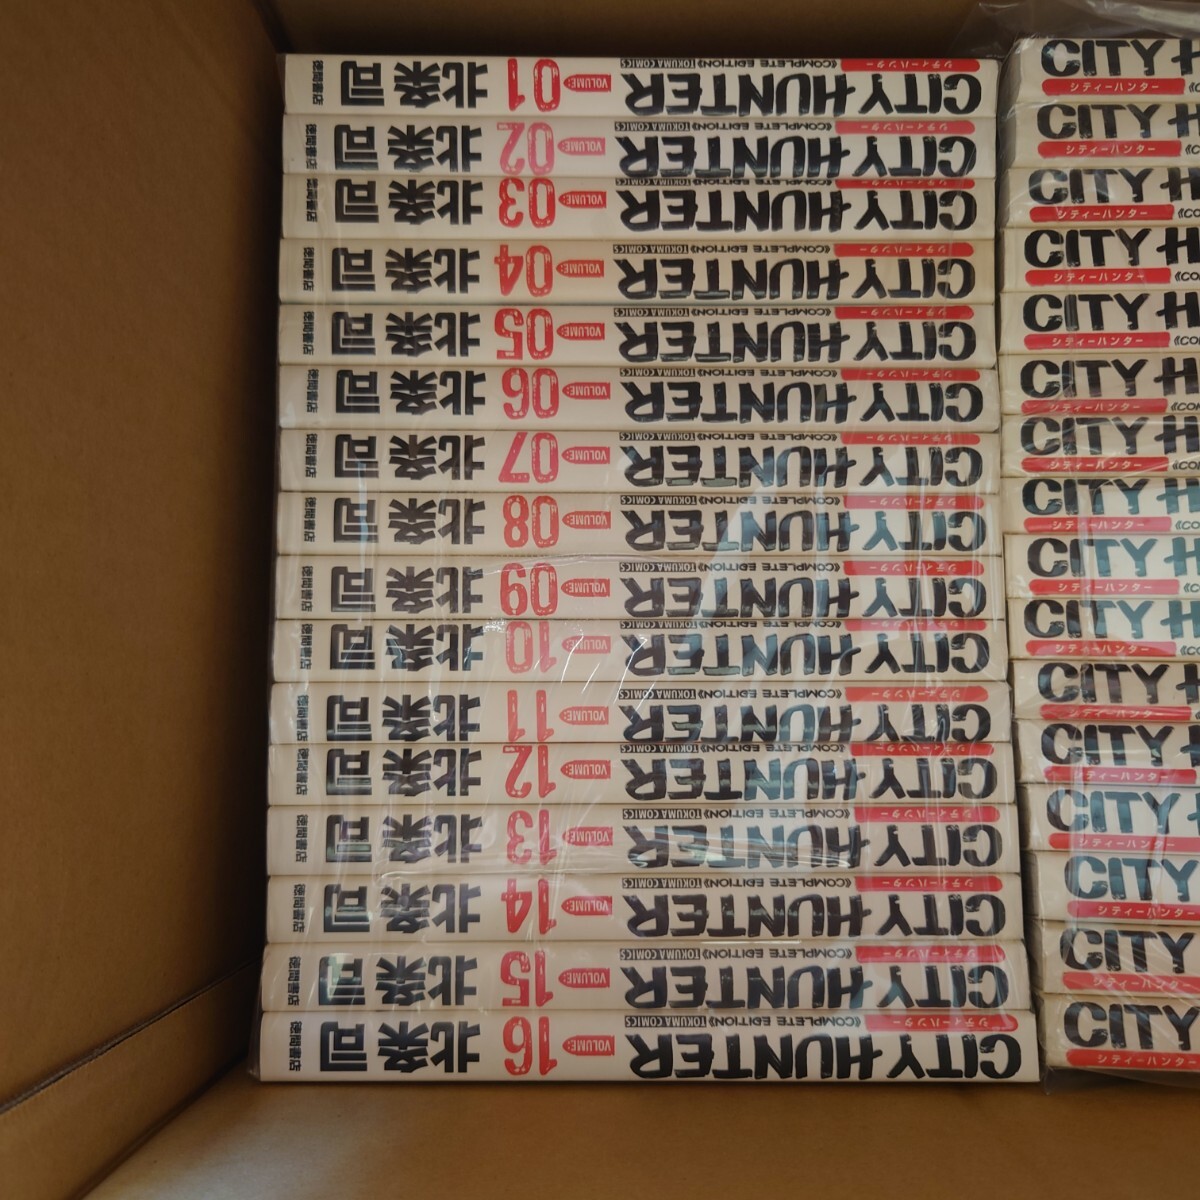 CITY HUNTER VOLUME: 01 北条司 徳間書店
シティーハンター 《COMPLETE EDITION》 TOKUMA COMICS
CITY HUNTER VOLUME: 02 北条司 徳間書店
シティーハンター 《COMPLETE EDITION》 TOKUMA COMICS
CITY HUNTER VOLUME: 03 北条司 徳間書店
シティーハンター 《COMPLETE EDITION》 TOKUMA COMICS
CITY HUNTER VOLUME: 04 北条司 徳間書店
シティーハンター 《COMPLETE EDITION》 TOKUMA COMICS
CITY HUNTER VOLUME: 05 北条司 徳間書店
シティーハンター 《COMPLETE EDITION》 TOKUMA COMICS
CITY HUNTER VOLUME: 06 北条司 徳間書店
シティーハンター 《COMPLETE EDITION》 TOKUMA COMICS
CITY HUNTER VOLUME: 07 北条司 徳間書店
シティーハンター 《COMPLETE EDITION》 TOKUMA COMICS
CITY HUNTER VOLUME: 08 北条司 徳間書店
シティーハンター 《COMPLETE EDITION》 TOKUMA COMICS
CITY HUNTER VOLUME: 09 北条司 徳間書店
シティーハンター 《COMPLETE EDITION》 TOKUMA COMICS
CITY HUNTER VOLUME: 10 北条司 徳間書店
シティーハンター 《COMPLETE EDITION》 TOKUMA COMICS
CITY HUNTER VOLUME: 11 北条司 徳間書店
シティーハンター 《COMPLETE EDITION》 TOKUMA COMICS
CITY HUNTER VOLUME: 12 北条司 徳間書店
シティーハンター 《COMPLETE EDITION》 TOKUMA COMICS
CITY HUNTER VOLUME: 13 北条司 徳間書店
シティーハンター 《COMPLETE EDITION》 TOKUMA COMICS
CITY HUNTER VOLUME: 14 北条司 徳間書店
シティーハンター 《COMPLETE EDITION》 TOKUMA COMICS
CITY HUNTER VOLUME: 15 北条司 徳間書店
シティーハンター 《COMPLETE EDITION》 TOKUMA COMICS
CITY HUNTER VOLUME: 16 北条司 徳間書店
シティーハンター 《COMPLETE EDITION》 TOKUMA COMICS
CITY H
シティーハンター
CITY H
シティーハンター
CITY H
シティーハンター
CITY H
シティーハンター
CITY H
シティーハンター
CITY H
シティーハンター
CITY H
シティーハンター
CITY H
シティーハンター
CITY H
シティーハンター
CITY H
シティーハンター
CITY
シティーハンター
CITY
シティーハンター
CITY
シティーハンター
CITY
シティーハンター
CITY
シティーハンター
CITY
シティーハンター